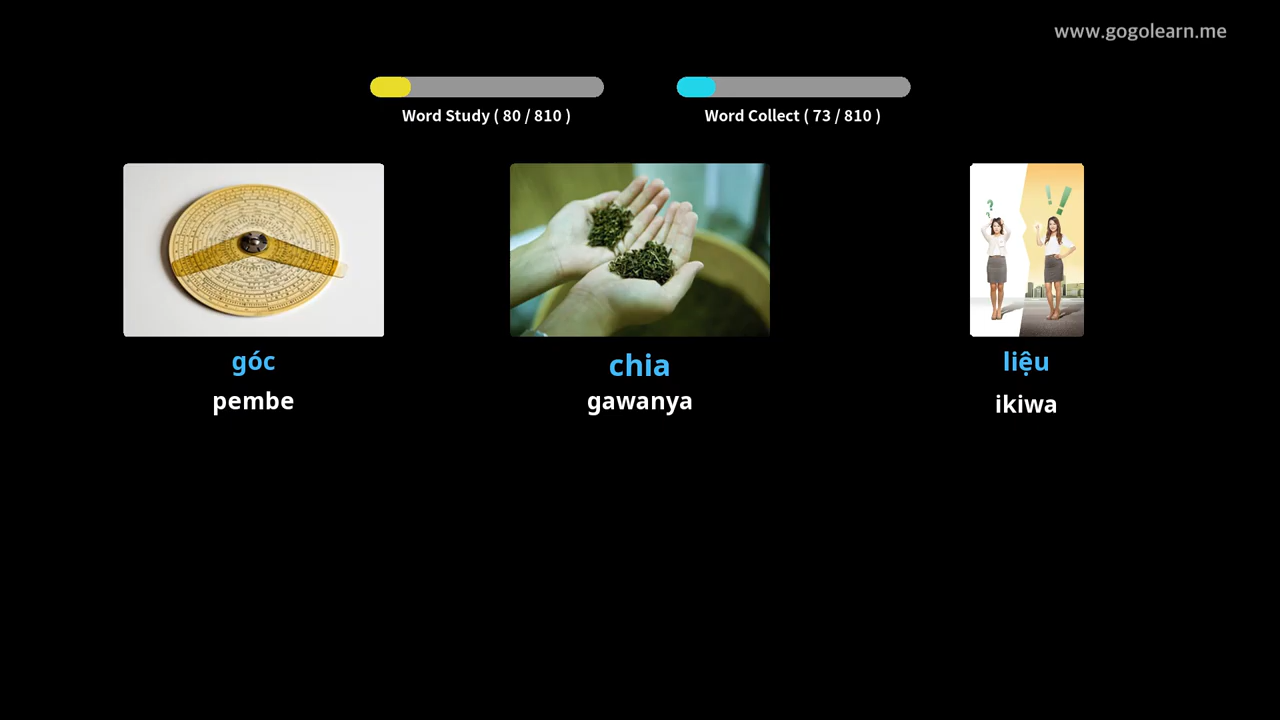 www.gogolearn.me
Word Study ( 80 / 810 )
Word Collect ( 73 / 810 )
góc
chia
liệu
pembe
gawanya
ikiwa